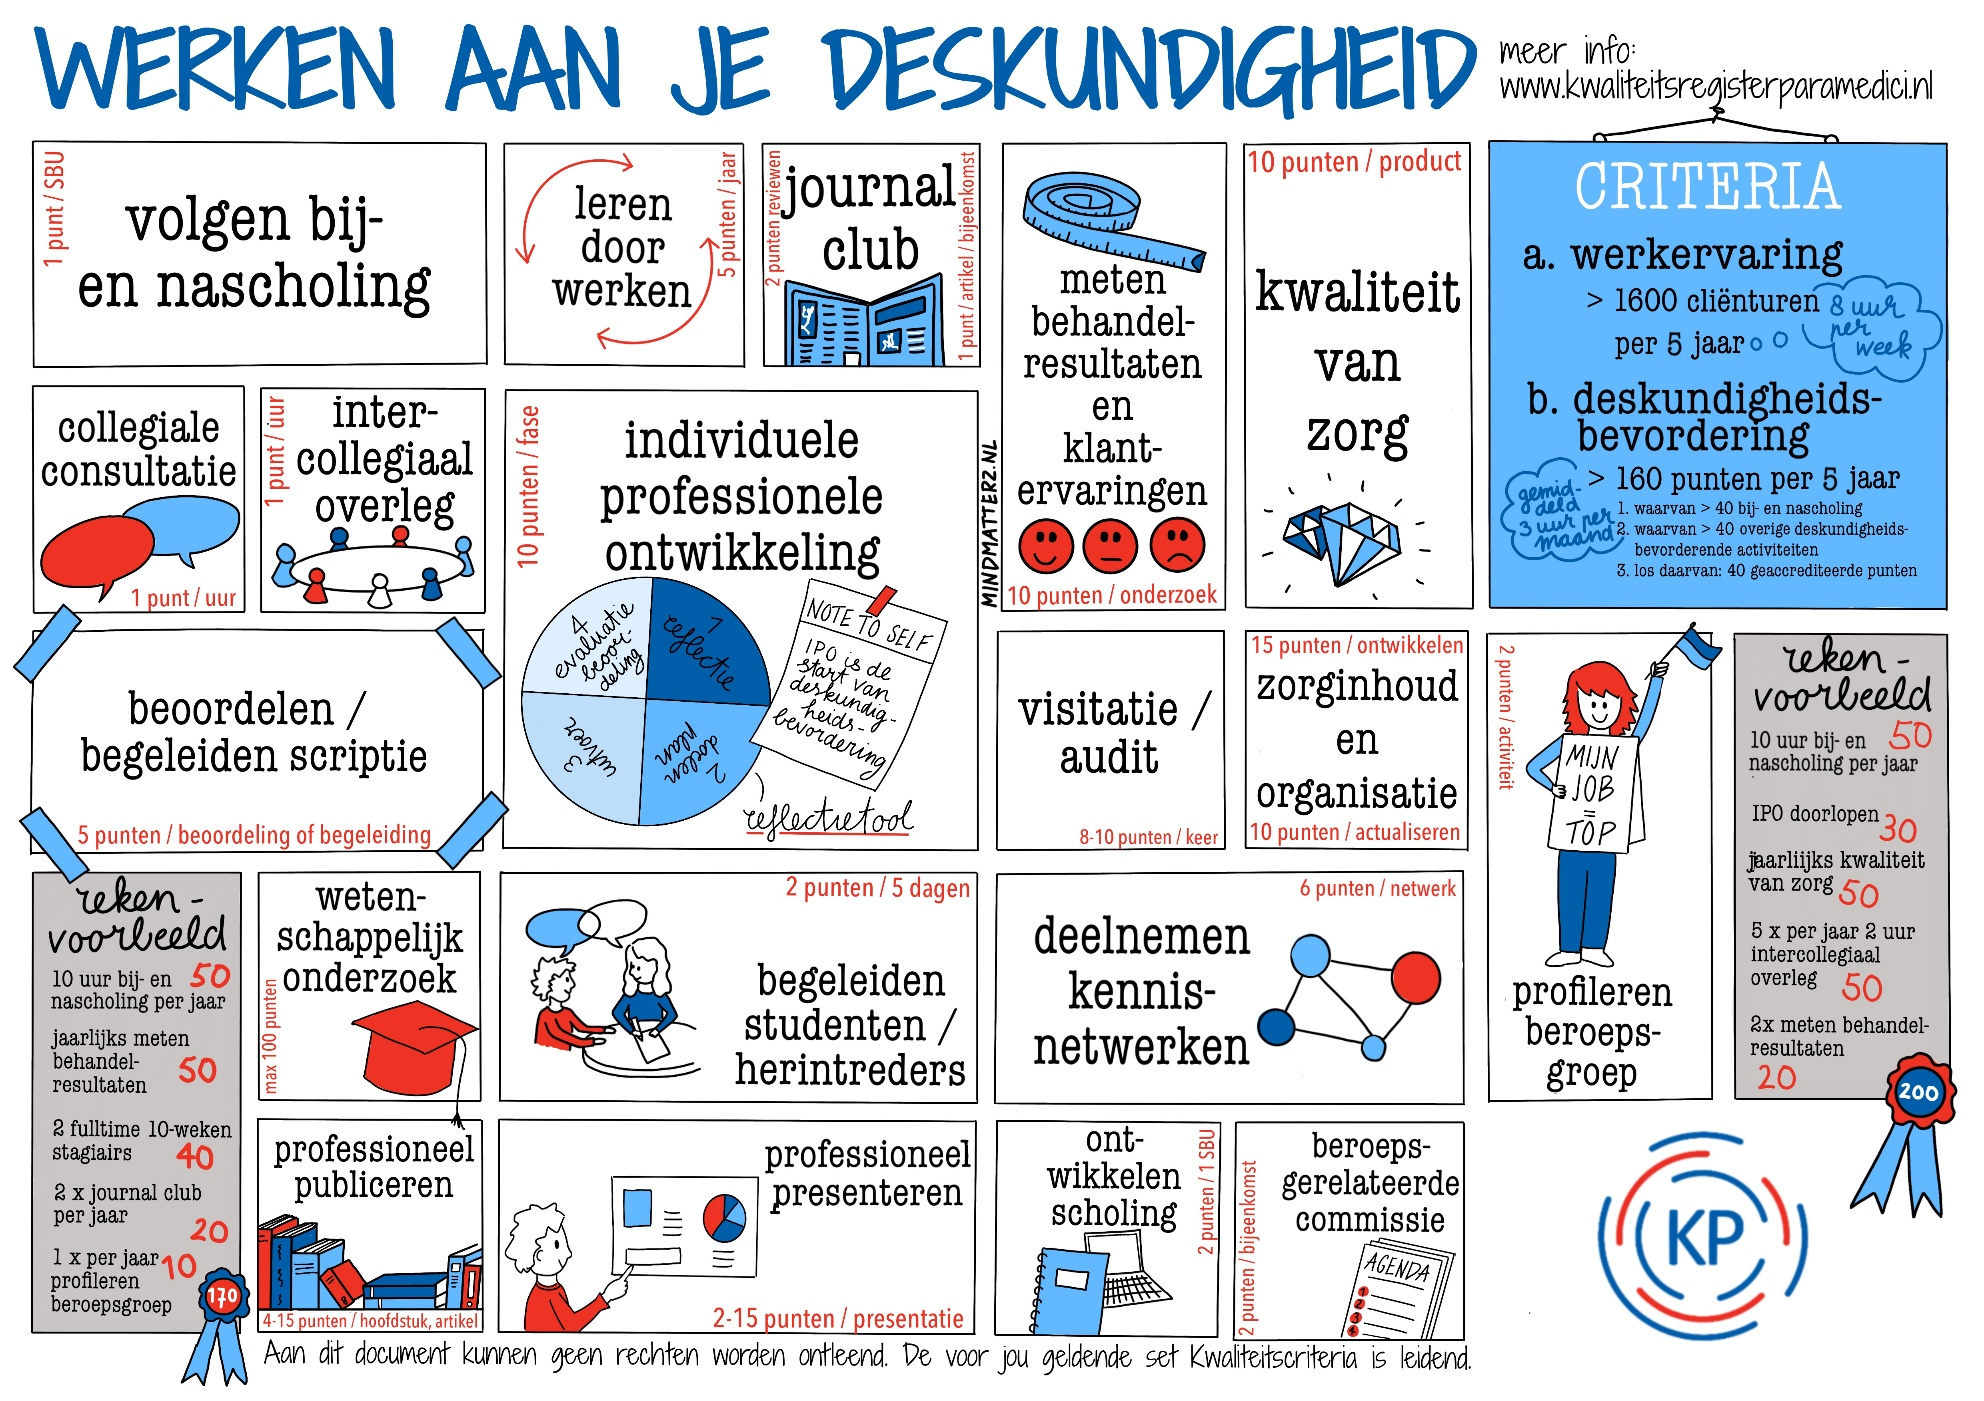 WERKEN AAN JE DESKUNDIGHEID
meer info:
www.kwaliteitsregisterparamedici.nl
1 punt / SBU
volgen bij-
en nascholing
leren
door
werken
5 punten / jaar
2 punten reviewen
journal
club
1 punt / artikel / bijeenkomst
meten
behandel-
resultaten
en
klant-
ervaringen
10 punten / onderzoek
10 punten / product
kwaliteit
van
zorg
CRITERIA
a. werkervaring
> 1600 cliënturen
per 5 jaar
8 uur
per
week
b. deskundigheids-
bevordering
> 160 punten per 5 jaar
gemid-
deld
3 uur per
maand
1. waarvan > 40 bij- en nascholing
2. waarvan > 40 overige deskundigheids-
bevorderende activiteiten
3. los daarvan: 40 geaccrediteerde punten
collegiale
consultatie
1 punt / uur
1 punt / uur
inter-
collegiaal
overleg
10 punten / fase
individuele
professionele
ontwikkeling
1 reflectie
2 doelen
plan
3 uitvoer
4
evaluatie
beoor-
deling
NOTE TO SELF
IPO is de
start van
deskundig-
heids-
bevordering
reflectietool
MINDMATTERZ.NL
beoordelen /
begeleiden scriptie
5 punten / beoordeling of begeleiding
visitatie /
audit
8-10 punten / keer
15 punten / ontwikkelen
zorginhoud
en
organisatie
10 punten / actualiseren
2 punten / activiteit
MIJN
JOB
=
TOP
profileren
beroeps-
groep
reken-
voorbeeld
10 uur bij- en 50
nascholing per jaar
IPO doorlopen 30
jaarliijks kwaliteit
van zorg 50
5 x per jaar 2 uur
intercollegiaal
overleg 50
2x meten behandel-
resultaten
20
200
reken-
voorbeeld
10 uur bij- en 50
nascholing per jaar
jaarlijks meten
behandel-
resultaten 50
2 fulltime 10-weken
stagiairs 40
2 x journal club
per jaar
20
1 x per jaar 10
profileren
beroepsgroep
170
max 100 punten
weten-
schappelijk
onderzoek
2 punten / 5 dagen
begeleiden
studenten /
herintreders
6 punten / netwerk
deelnemen
kennis-
netwerken
professioneel
publiceren
4-15 punten / hoofdstuk, artikel
professioneel
presenteren
2-15 punten / presentatie
ont-
wikkelen
scholing
2 punten / 1 SBU
2 punten / bijeenkomst
beroeps-
gerelateerde
commissie
AGENDA
1
2
3
4
KP
Aan dit document kunnen geen rechten worden ontleend. De voor jou geldende set Kwaliteitscriteria is leidend.